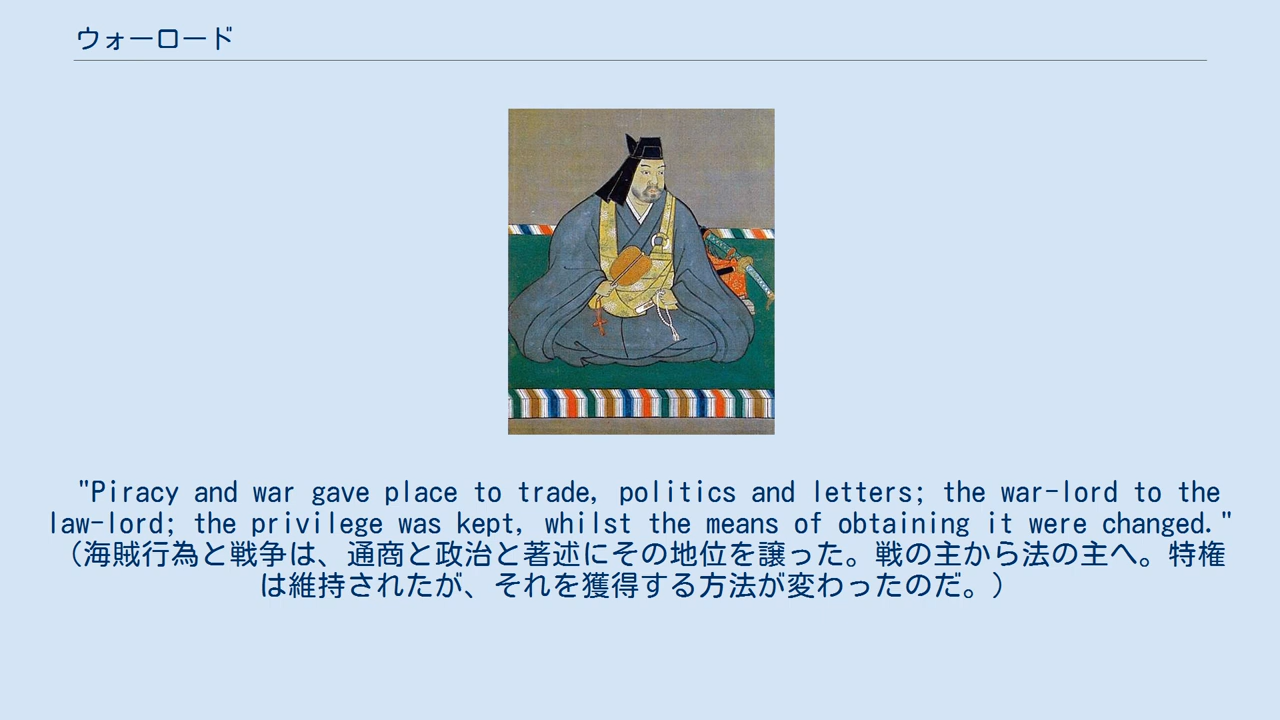 ウォーロード
"Piracy and war gave place to trade, politics and letters; the war-lord to the
law-lord; the privilege was kept, whilst the means of obtaining it were changed."
（海賊行為と戦争は、通商と政治と著述にその地位を譲った。戦の主から法の主へ。特権
は維持されたが、それを獲得する方法が変わったのだ。）